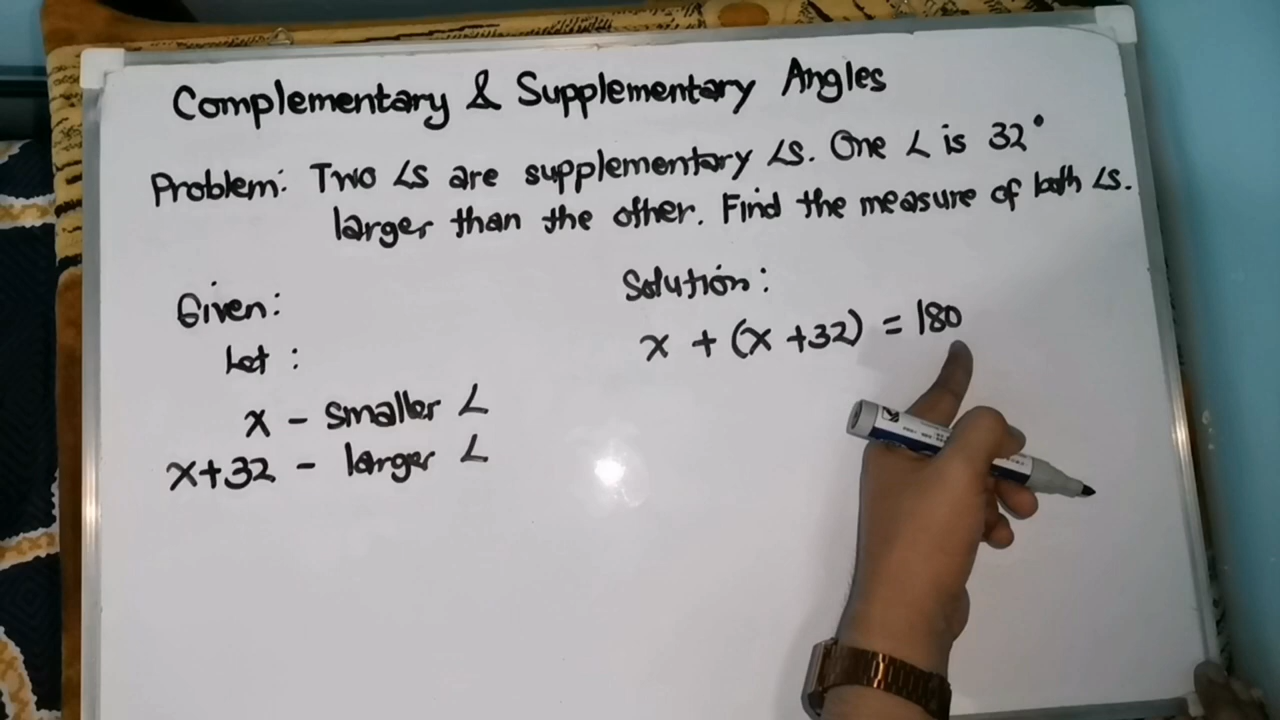 Complementary & Supplementary Angles
Problem: Two ∠s are supplementary ∠s. One ∠ is 32°
larger than the other. Find the measure of both ∠s.
Given:
Let :
x - smaller ∠
x+32 - larger ∠
Solution:
x + (x +32) = 180